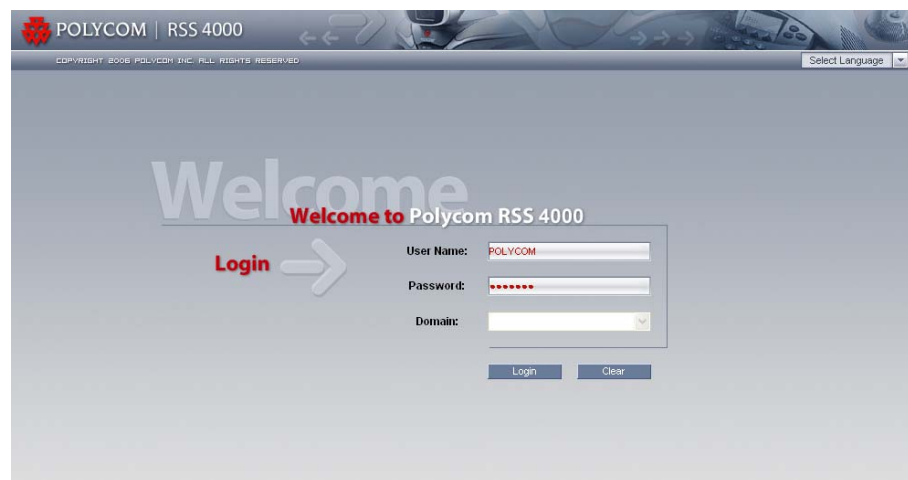 POLYCOM | RSS 4000
COPYRIGHT 2006 POLYCOM INC. ALL RIGHTS RESERVED
Select Language
Welcome
Welcome to Polycom RSS 4000
Login
User Name: POLYCOM
Password: •••••••
Domain:
Login Clear